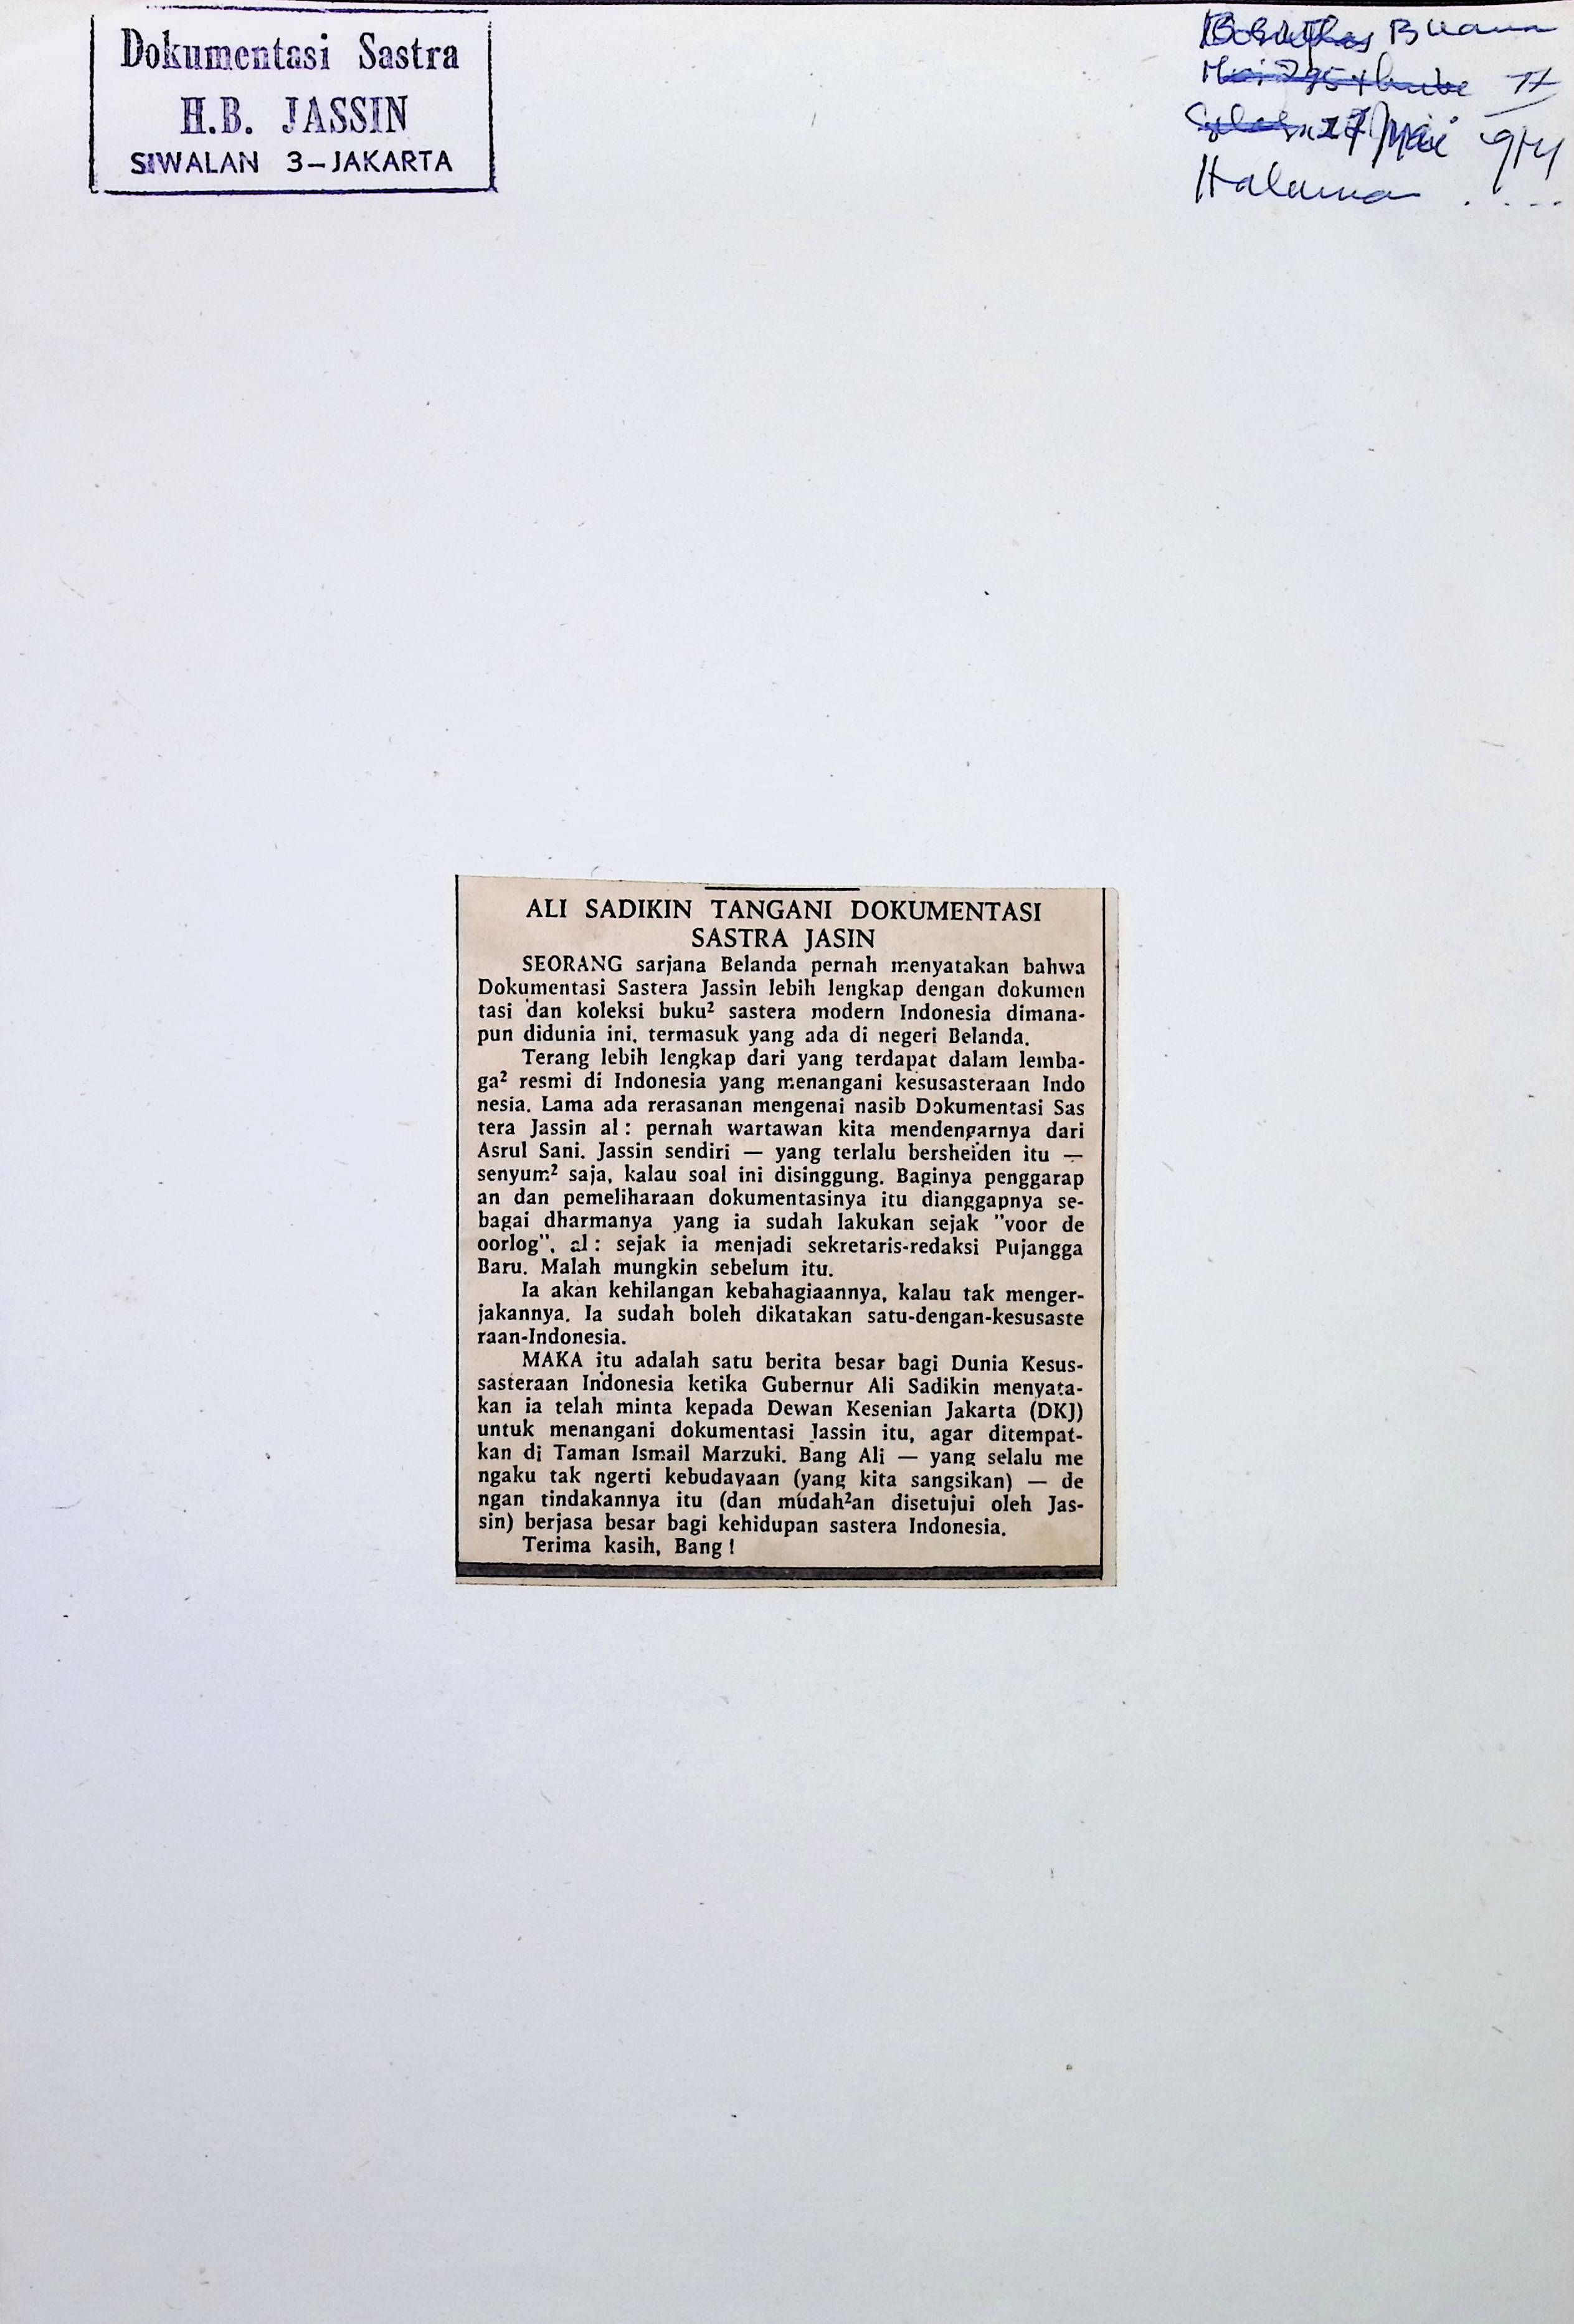 Dokumentasi Sastra
H.B. JASSIN
SIWALAN 3-JAKARTA
Buana
Halaman ....
ALI SADIKIN TANGANI DOKUMENTASI
SASTRA JASIN
SEORANG sarjana Belanda pernah menyatakan bahwa
Dokumentasi Sastera Jassin lebih lengkap dengan dokumen
tasi dan koleksi buku² sastera modern Indonesia dimana-
pun didunia ini, termasuk yang ada di negeri Belanda.
Terang lebih lengkap dari yang terdapat dalam lemba-
ga² resmi di Indonesia yang menangani kesusasteraan Indo
nesia. Lama ada rerasanan mengenai nasib Dokumentasi Sas
tera Jassin al: pernah wartawan kita mendengarnya dari
Asrul Sani. Jassin sendiri — yang terlalu bersheiden itu —
senyum² saja, kalau soal ini disinggung. Baginya penggarap
an dan pemeliharaan dokumentasinya itu dianggapnya se-
bagai dharmanya yang ia sudah lakukan sejak "voor de
oorlog", al: sejak ia menjadi sekretaris-redaksi Pujangga
Baru. Malah mungkin sebelum itu.
Ia akan kehilangan kebahagiaannya, kalau tak menger-
jakannya. Ia sudah boleh dikatakan satu-dengan-kesusaste
raan-Indonesia.
MAKA itu adalah satu berita besar bagi Dunia Kesus-
sasteraan Indonesia ketika Gubernur Ali Sadikin menyata-
kan ia telah minta kepada Dewan Kesenian Jakarta (DKJ)
untuk menangani dokumentasi Jassin itu, agar ditempat-
kan di Taman Ismail Marzuki. Bang Ali — yang selalu me
ngaku tak ngerti kebudayaan (yang kita sangsikan) — de
ngan tindakannya itu (dan mudah²an disetujui oleh Jas-
sin) berjasa besar bagi kehidupan sastera Indonesia.
Terima kasih, Bang !